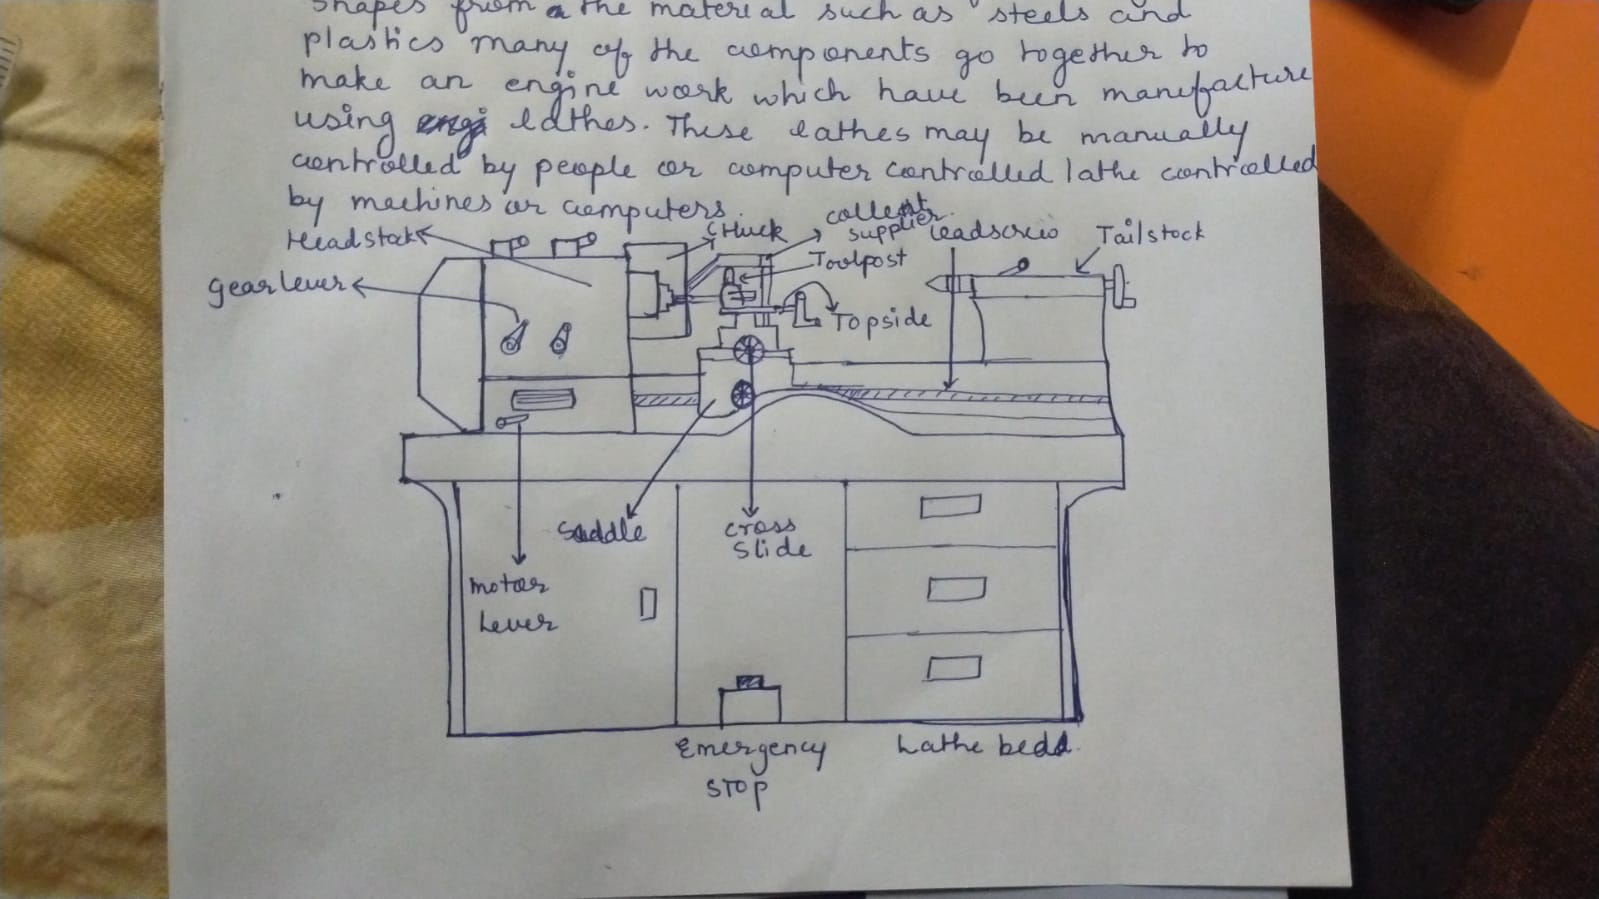 shapes from a the material such as steels and
plastics many of the components go together to
make an engine work which have been manufacture
using lathes. These lathes may be manually
controlled by people or computer controlled lathe controlled
by machines or computers.
Headstock
Chuck
supplier
leadscrew
Tailstock
gear lever
Toolpost
Topside
Saddle
cross
slide
motor
Lever
Emergency
STOP
Lathe bedd.